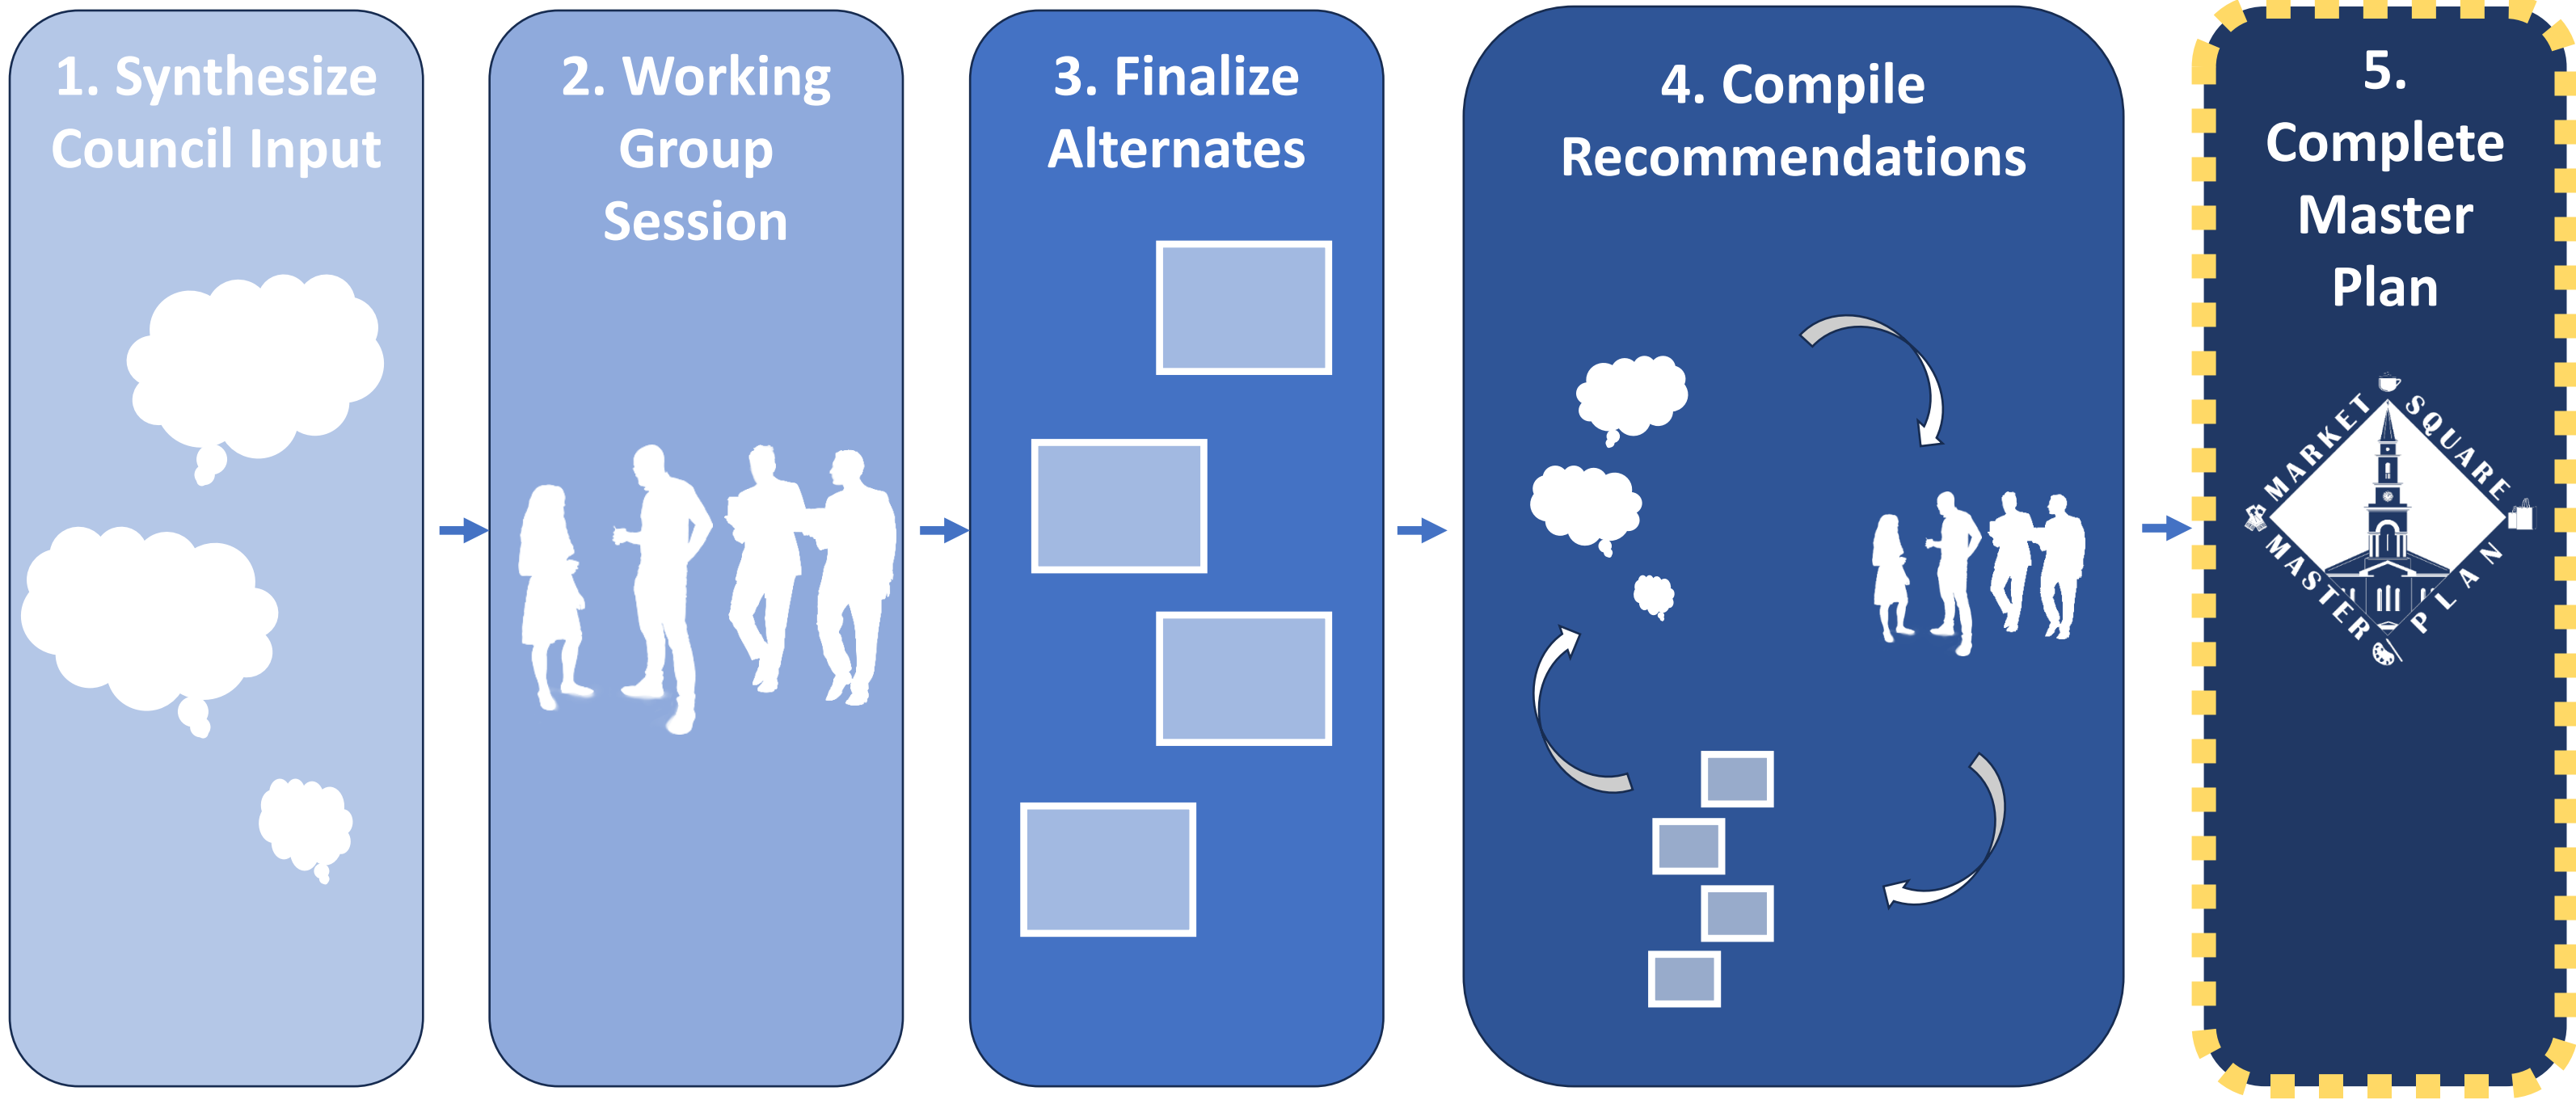 1. Synthesize
Council Input
2. Working
Group
Session
3. Finalize
Alternates
4. Compile
Recommendations
5.
Complete
Master
Plan
MARKET SQUARE
MASTER PLAN